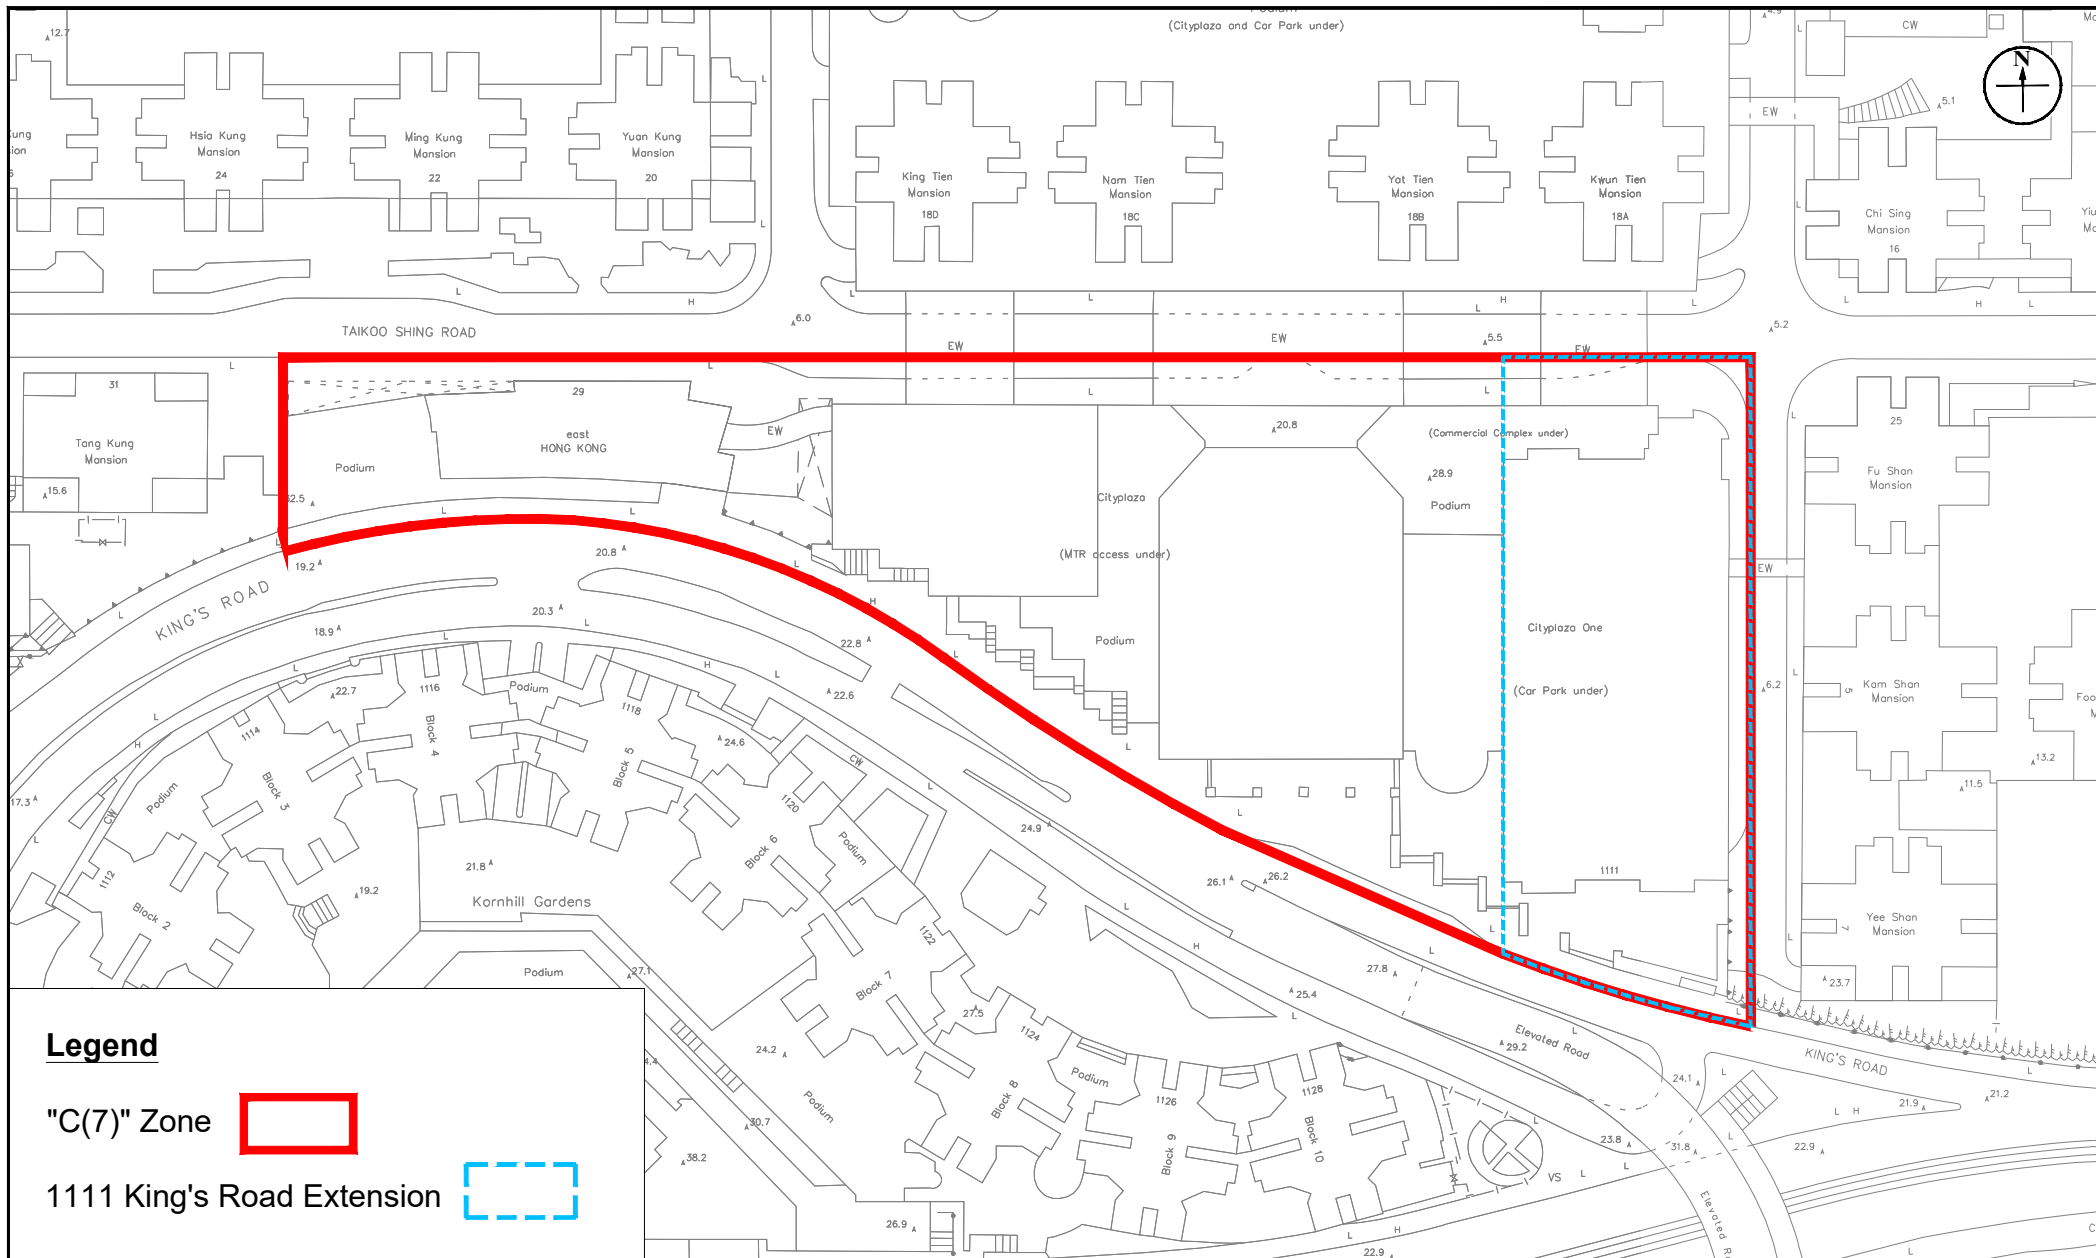 (Cityplaza and Car Park under)
12.7
4.9
CW
N
5.1
EW
Hsia Kung
Mansion
24
Ming Kung
Mansion
22
Yuan Kung
Mansion
20
King Tien
Mansion
18D
Nam Tien
Mansion
18C
Yat Tien
Mansion
18B
Kwun Tien
Mansion
18A
Chi Sing
Mansion
16
TAIKOO SHING ROAD
6.0
5.5
5.2
EW
EW
EW
31
Tang Kung
Mansion
15.6
29
east
HONG KONG
Podium
32.5
EW
20.8
(Commercial Complex under)
28.9
Podium
Cityplaza
(MTR access under)
25
Fu Shan
Mansion
EW
KING'S ROAD
19.2
20.8
20.3
18.9
22.8
22.6
Podium
Cityplaza One
(Car Park under)
6.2
5
Kam Shan
Mansion
13.2
11.5
22.7
1116
Podium
1118
24.6
1114
Block 4
Block 5
Block 3
Podium
CW
17.3
CW
1120
Podium
Block 6
24.9
21.8
19.2
1112
Block 2
Kornhill Gardens
26.1
26.2
1111
Yee Shan
Mansion
7
1122
Podium
27.1
Block 7
27.8
25.4
23.7
27.5
1124
Elevated Road
29.2
KING'S ROAD
24.2
Podium
Block 8
Podium
1126
1128
Block 9
Block 10
24.1
21.9
21.2
30.7
38.2
23.8
31.8
22.9
VS
Elevated
26.9
22.9
Legend
"C(7)" Zone
1111 King's Road Extension